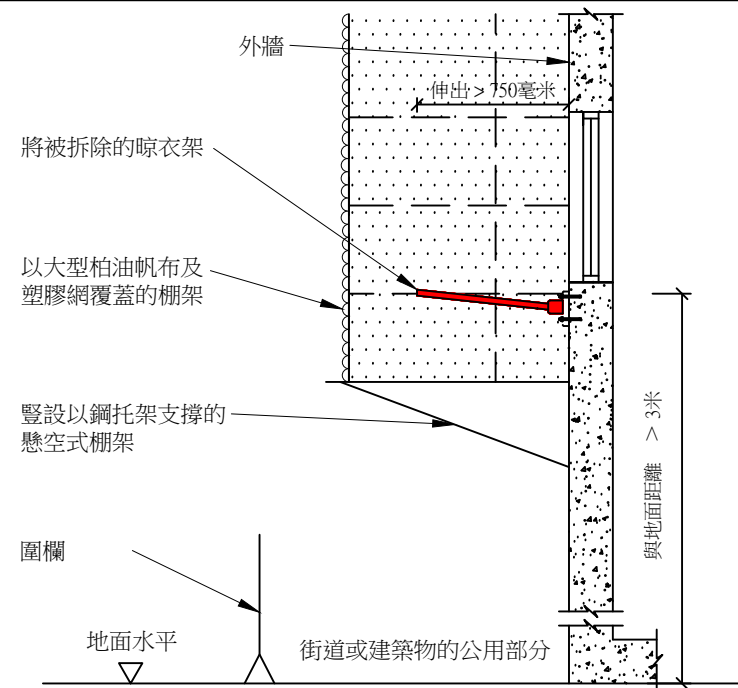 外牆
伸出 > 750毫米
將被拆除的晾衣架
以大型柏油帆布及
塑膠網覆蓋的棚架
豎設以鋼托架支撐的
懸空式棚架
與地面距離 > 3米
圍欄
地面水平
街道或建築物的公用部分